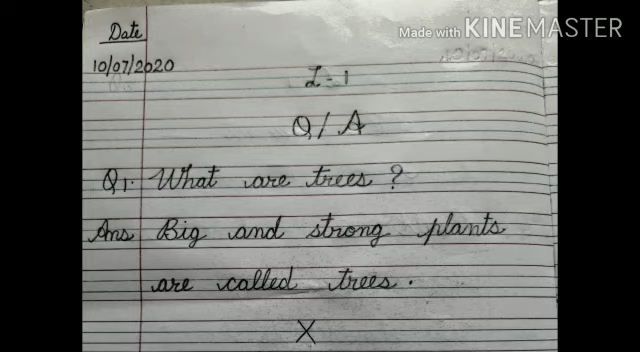 Made with KINEMASTER
Date
10/07/2020
L-1
Q/A
Q1. What are trees ?
Ans Big and strong plants
are called trees .
X